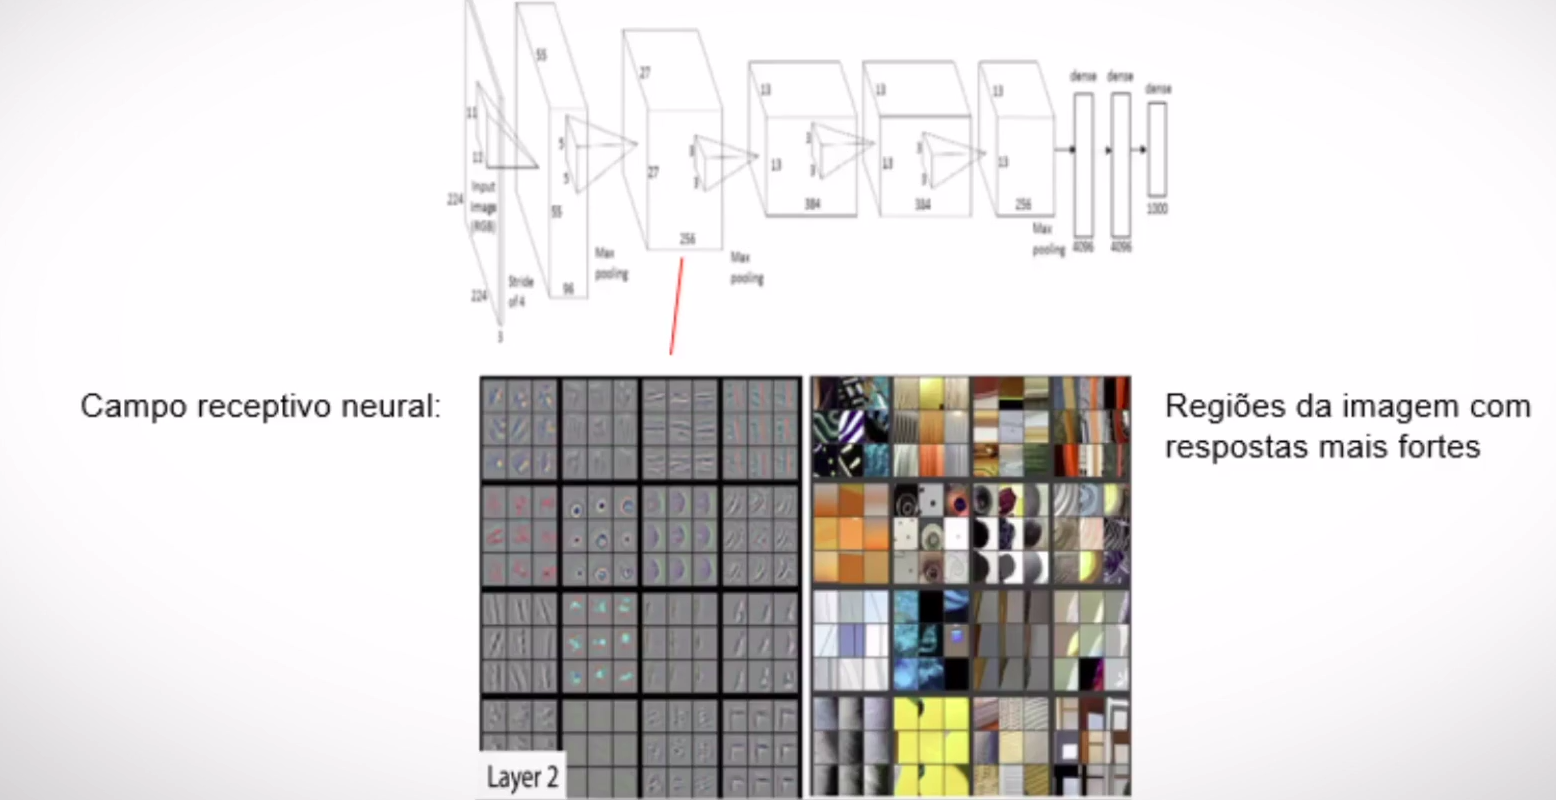 55
27
13
13
13
dense
dense
dense
11
5
3
3
3
12
5
27
3
13
3
13
3
13
224
Input
Image
(RGB)
55
384
384
256
1000
256
Max
pooling
4096
4096
Max
pooling
Max
pooling
224
Stride
of 4
96
3
Campo receptivo neural:
Regiões da imagem com
respostas mais fortes
Layer 2